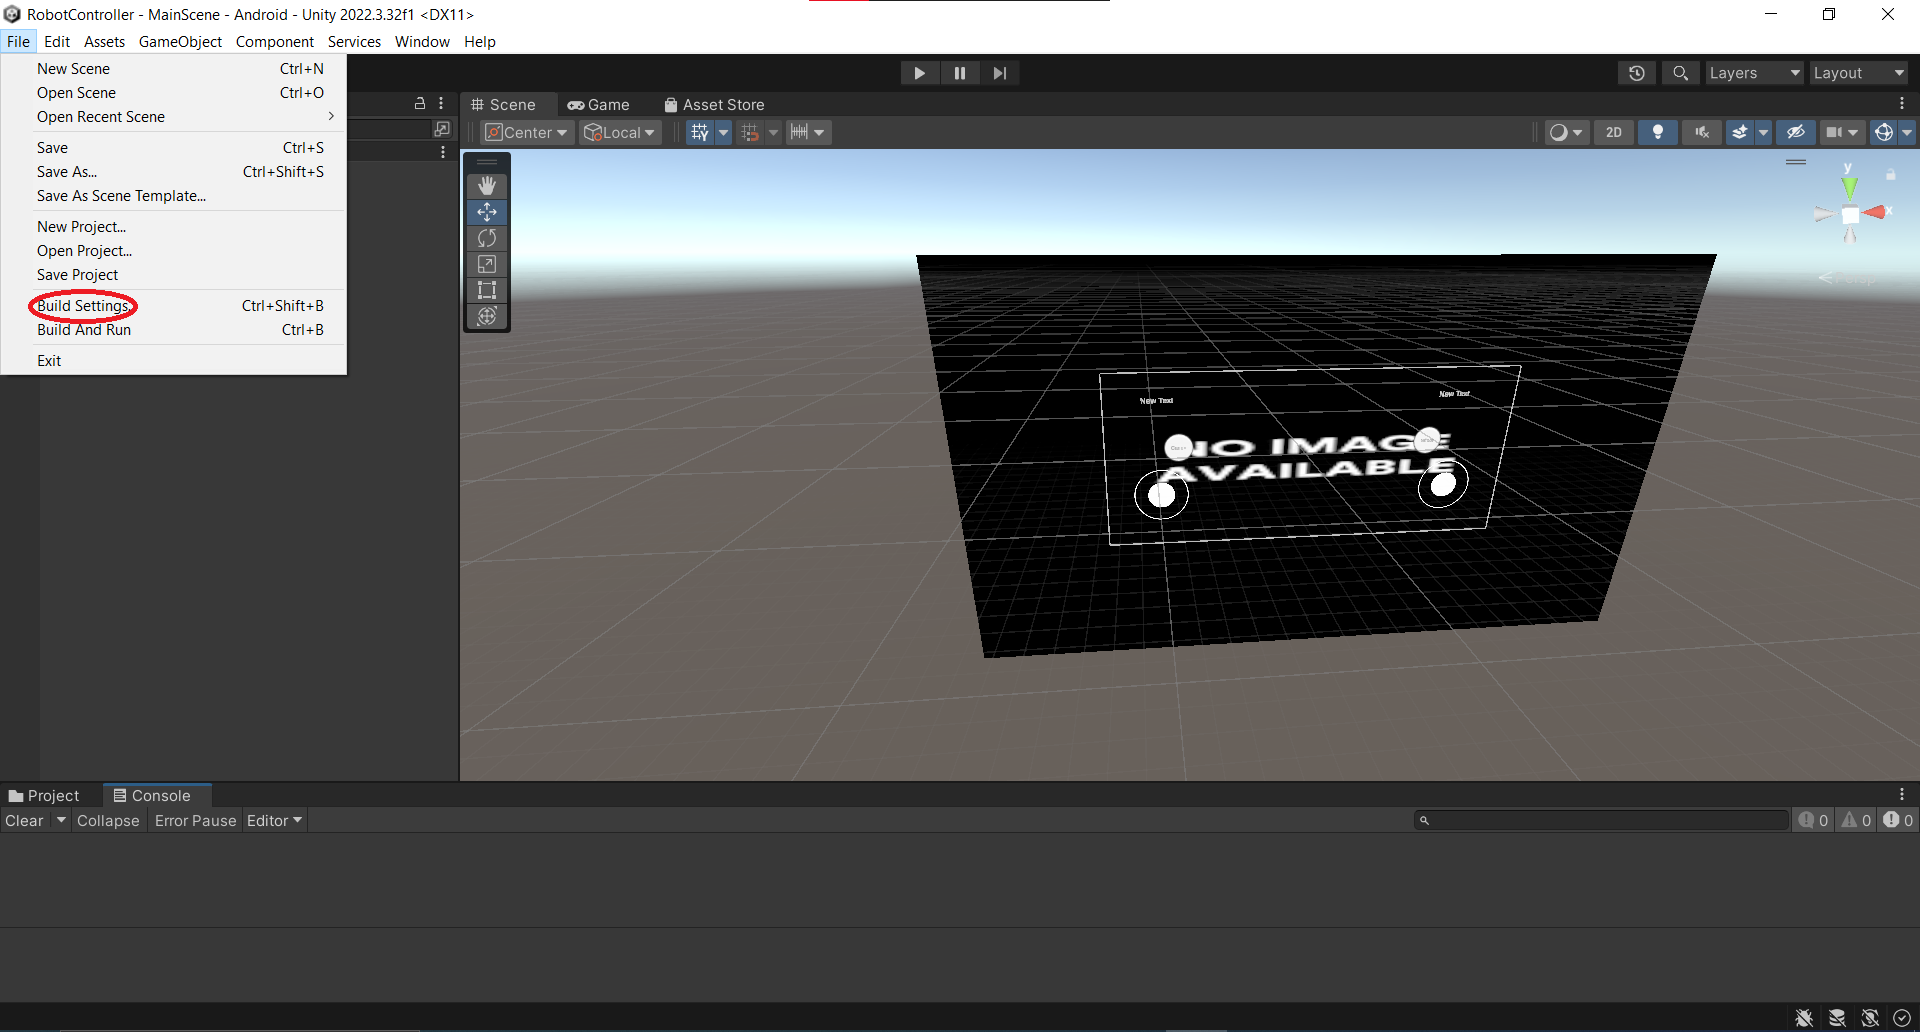 RobotController - MainScene - Android - Unity 2022.3.32f1 <DX11>
File Edit Assets GameObject Component Services Window Help
New Scene Ctrl+N
Open Scene Ctrl+O
Open Recent Scene
Save Ctrl+S
Save As... Ctrl+Shift+S
Save As Scene Template...
New Project...
Open Project...
Save Project
Build Settings Ctrl+Shift+B
Build And Run Ctrl+B
Exit
Layers Layout
Scene Game Asset Store
Center Local 2D
y
x
Persp
New Text New Text
NO IMAGE
AVAILABLE
Project Console
Clear Collapse Error Pause Editor 0 0 0